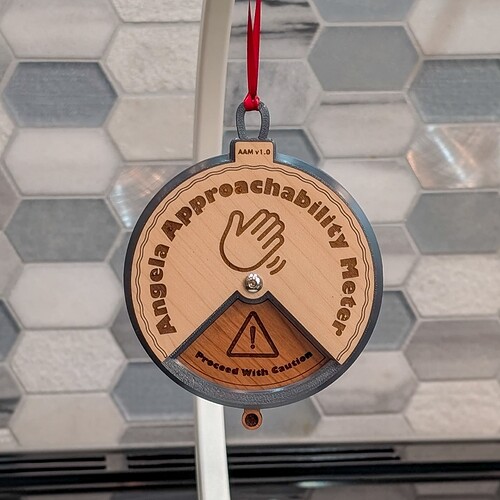 AAM v1.0
Angela Approachability Meter
Proceed With Caution